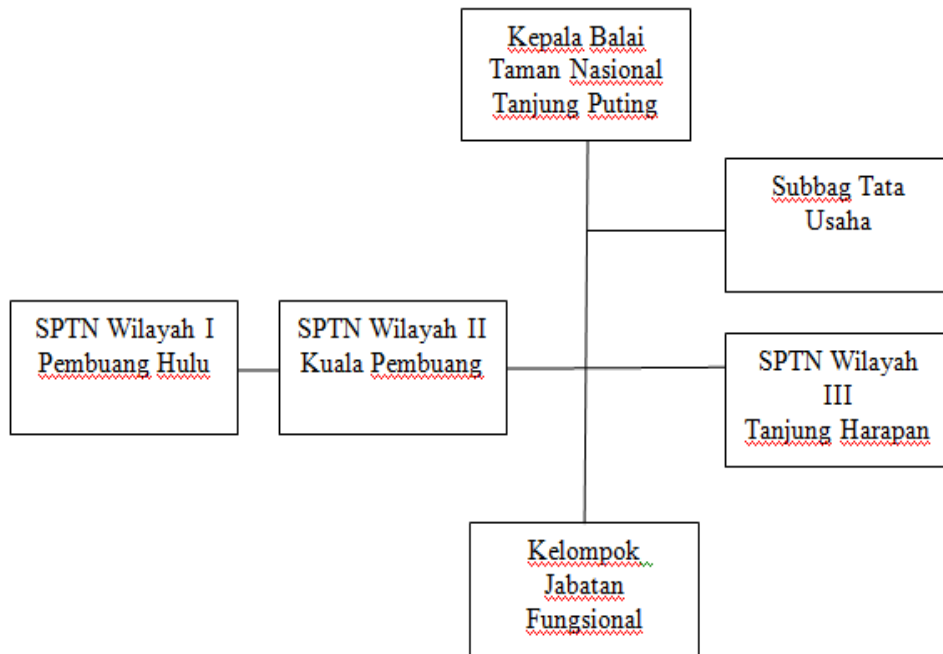 Kepala Balai
Taman Nasional
Tanjung Puting
Subbag Tata
Usaha
SPTN Wilayah I
Pembuang Hulu
SPTN Wilayah II
Kuala Pembuang
SPTN Wilayah
III
Tanjung Harapan
Kelompok
Jabatan
Fungsional